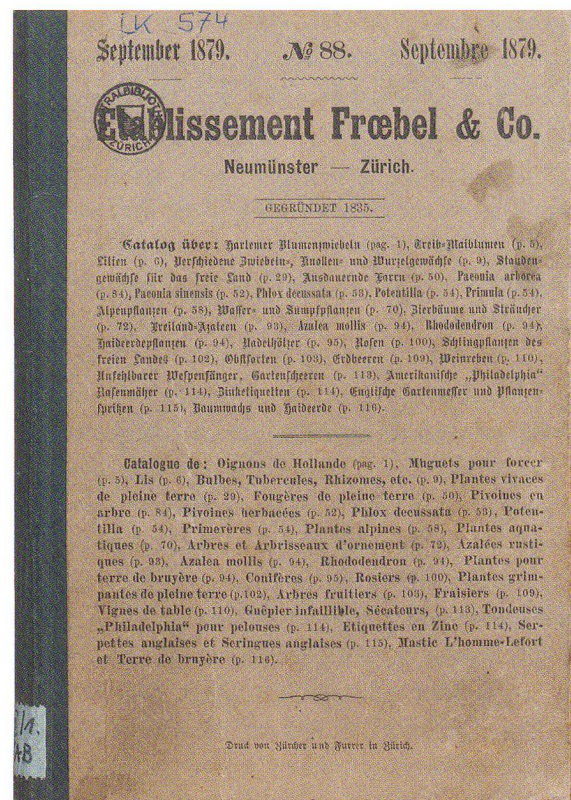 LK 574
September 1879. № 88. Septembre 1879.
Etablissement Frœbel & Co.
Neumünster — Zürich.
GEGRÜNDET 1835.
Catalog über: Harlemer Blumenzwiebeln (pag. 1), Treib-Maiblumen (p. 5),
Lilien (p. 6), Verschiedene Zwiebeln-, Knollen- und Wurzelgewächse (p. 9), Stauden-
gewächse für das freie Land (p. 29), Ausdauernde Farrn (p. 50), Paeonia arborea
(p. 84), Paeonia sinensis (p. 52), Phlox decussata (p. 53), Potentilla (p. 54), Primula (p. 54),
Alpenpflanzen (p. 58), Wasser- und Sumpfpflanzen (p. 70), Zierbäume und Sträucher
(p. 72), Freiland-Azaleen (p. 93), Azalea mollis (p. 94), Rhododendron (p. 94),
Haideerdepflanzen (p. 94), Nadelhölzer (p. 95), Rosen (p. 100), Schlingpflanzen des
freien Landes (p. 102), Obstsorten (p. 103), Erdbeeren (p. 109), Weinreben (p. 110),
Unfehlbarer Wespenfänger, Gartenscheeren (p. 113), Amerikanische „Philadelphia"
Rasenmäher (p. 114), Zinketiquetten (p. 114), Englische Gartenmesser und Pflanzen-
spritzen (p. 115), Baumwachs und Haideerde (p. 116).
Catalogue de: Oignons de Hollande (pag. 1), Muguets pour forcer
(p. 5), Lis (p. 6), Bulbes, Tubercules, Rhizomes, etc. (p. 9), Plantes vivaces
de pleine terre (p. 29), Fougères de pleine terre (p. 50), Pivoines en
arbre (p. 84), Pivoines herbacées (p. 52), Phlox decussata (p. 53), Poten-
tilla (p. 54), Primevères (p. 54), Plantes alpines (p. 58), Plantes aqua-
tiques (p. 70), Arbres et Arbrisseaux d'ornement (p. 72), Azalées rusti-
ques (p. 93), Azalea mollis (p. 94), Rhododendron (p. 94), Plantes pour
terre de bruyère (p. 94), Conifères (p. 95), Rosiers (p. 100), Plantes grim-
pantes de pleine terre (p.102), Arbres fruitiers (p. 103), Fraisiers (p. 109),
Vignes de table (p. 110), Guêpier infaillible, Sécateurs, (p. 113), Tondeuses
„Philadelphia" pour pelouses (p. 114), Etiquettes en Zinc (p. 114), Ser-
pettes anglaises et Seringues anglaises (p. 115), Mastic L'homme-Lefort
et Terre de bruyère (p. 116).
Druck von Zürcher und Furrer in Zürich.